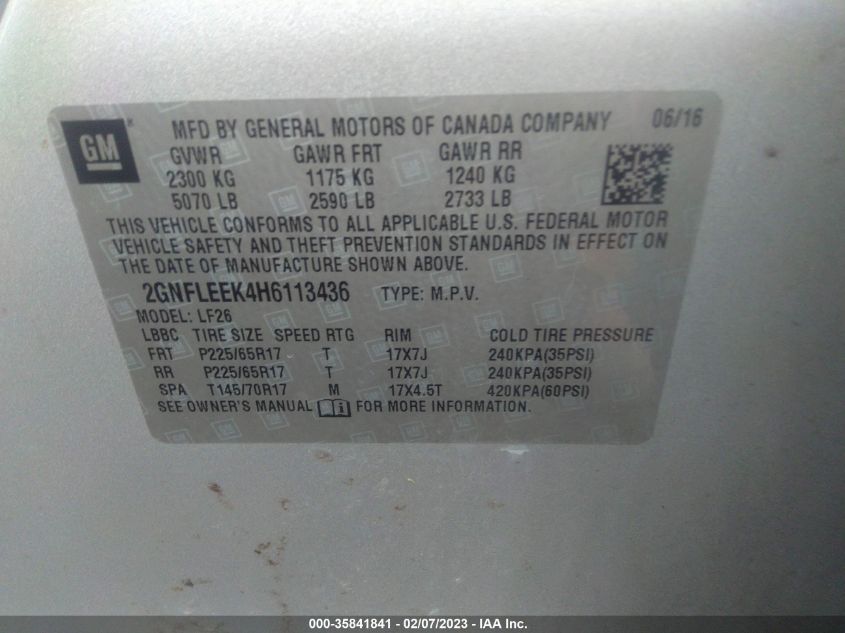 GM
MFD BY GENERAL MOTORS OF CANADA COMPANY 06/16
GVWR GAWR FRT GAWR RR
2300 KG 1175 KG 1240 KG
5070 LB 2590 LB 2733 LB
THIS VEHICLE CONFORMS TO ALL APPLICABLE U.S. FEDERAL MOTOR
VEHICLE SAFETY AND THEFT PREVENTION STANDARDS IN EFFECT ON
THE DATE OF MANUFACTURE SHOWN ABOVE.
2GNFLEEK4H6113436 TYPE: M.P.V.
MODEL: LF26
LBBC TIRE SIZE SPEED RTG RIM COLD TIRE PRESSURE
FRT P225/65R17 T 17X7J 240KPA(35PSI)
RR P225/65R17 T 17X7J 240KPA(35PSI)
SPA T145/70R17 M 17X4.5T 420KPA(60PSI)
SEE OWNER'S MANUAL FOR MORE INFORMATION.
000-35841841 - 02/07/2023 - IAA Inc.